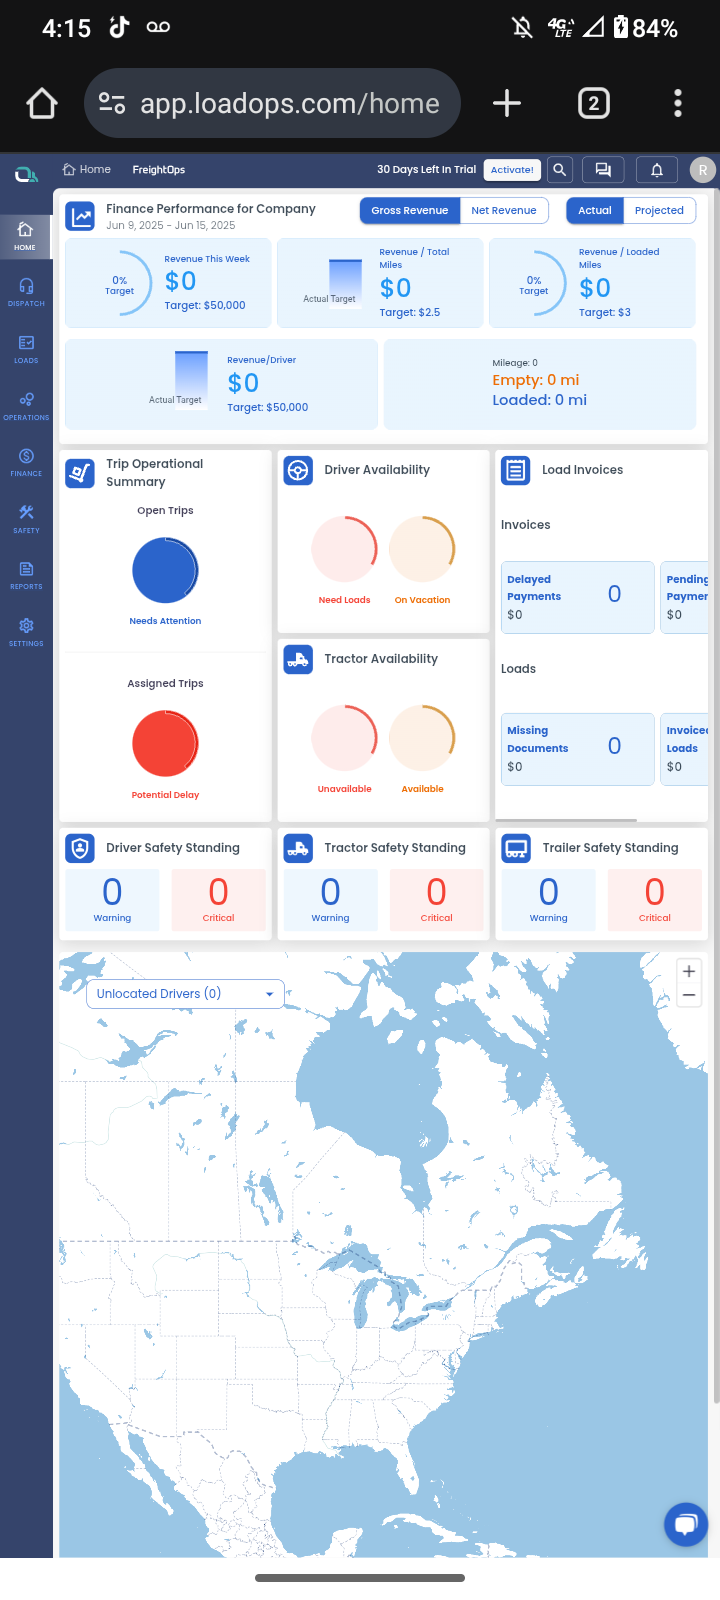 4:15
4G
LTE
84%
app.loadops.com/home
2
Home
FreightOps
30 Days Left In Trial
Activate!
R
Finance Performance for Company
Jun 9, 2025 - Jun 15, 2025
Gross Revenue
Net Revenue
Actual
Projected
HOME
DISPATCH
LOADS
OPERATIONS
FINANCE
SAFETY
REPORTS
SETTINGS
0%
Target
Revenue This Week
$0
Target: $50,000
Actual Target
Revenue / Total
Miles
$0
Target: $2.5
0%
Target
Revenue / Loaded
Miles
$0
Target: $3
Actual Target
Revenue/Driver
$0
Target: $50,000
Mileage: 0
Empty: 0 mi
Loaded: 0 mi
Trip Operational
Summary
Open Trips
Needs Attention
Assigned Trips
Potential Delay
Driver Availability
Need Loads
On Vacation
Tractor Availability
Unavailable
Available
Load Invoices
Invoices
Delayed
Payments
$0
0
Pending
Paymer
$0
Loads
Missing
Documents
$0
0
Invoiced
Loads
$0
Driver Safety Standing
0
Warning
0
Critical
Tractor Safety Standing
0
Warning
0
Critical
Trailer Safety Standing
0
Warning
0
Critical
Unlocated Drivers (0)
+
−